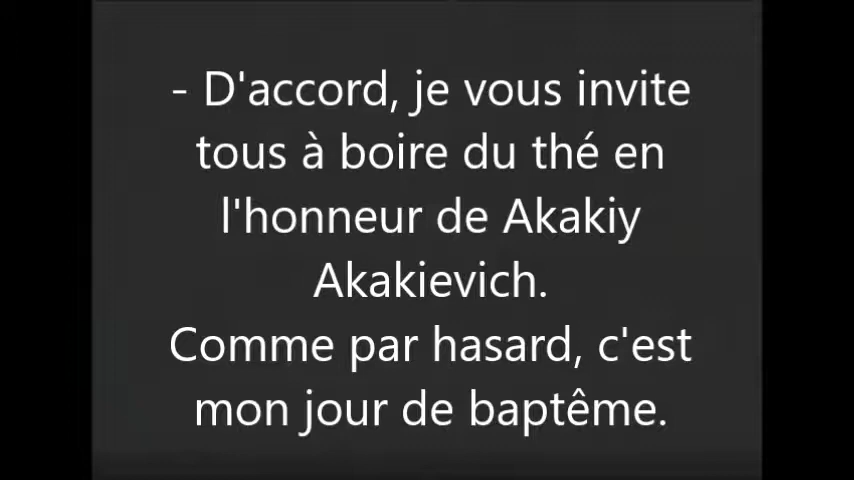 - D'accord, je vous invite
tous à boire du thé en
l'honneur de Akakiy
Akakievich.
Comme par hasard, c'est
mon jour de baptême.